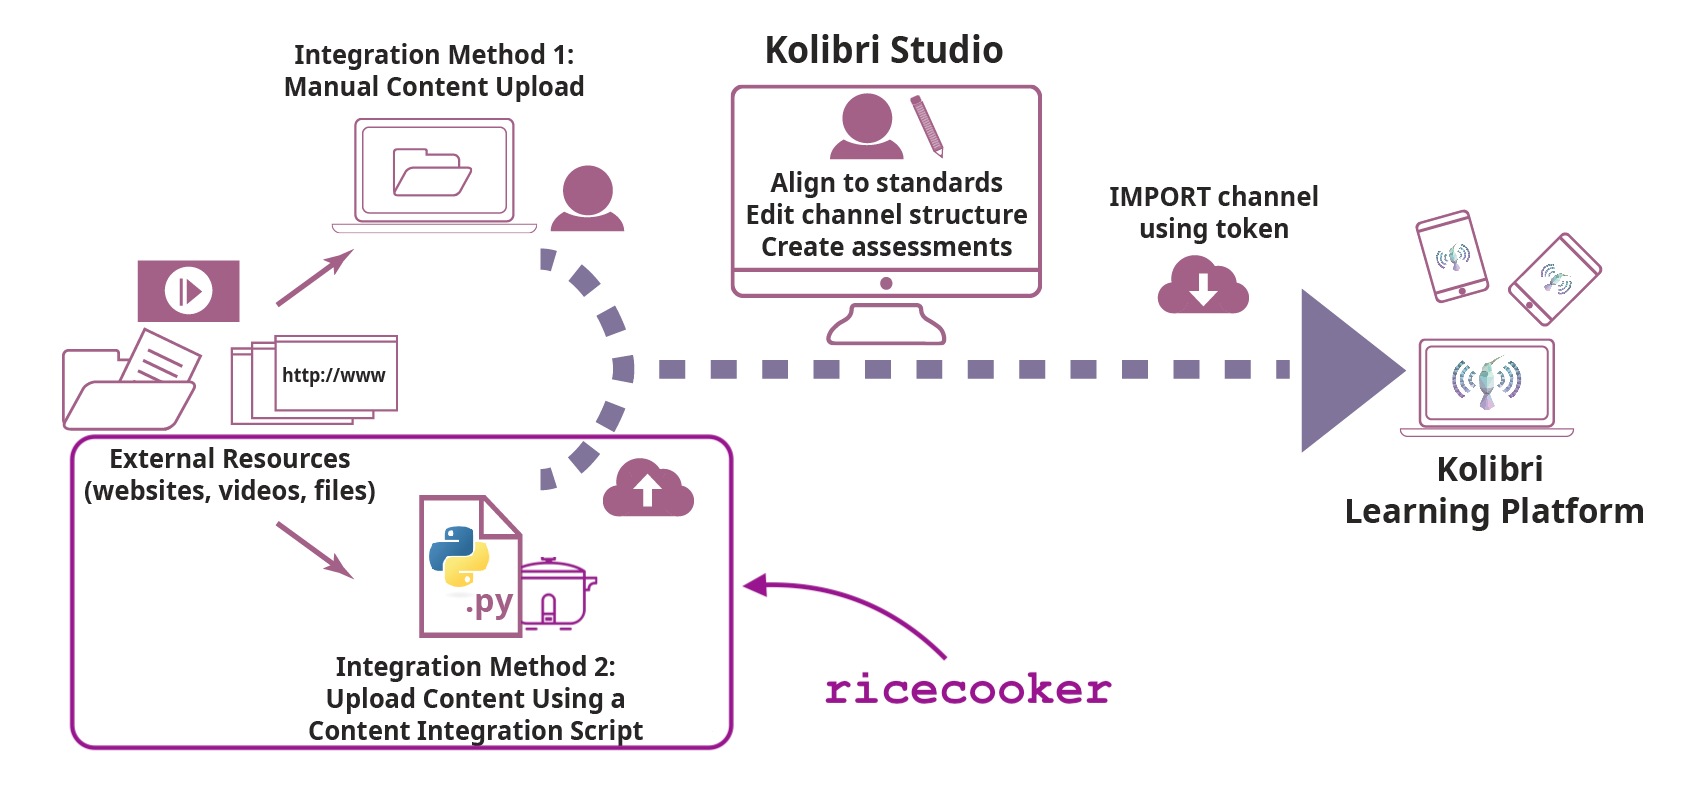 Integration Method 1:
Manual Content Upload
Kolibri Studio
Align to standards
Edit channel structure
Create assessments
IMPORT channel
using token
http://www
External Resources
(websites, videos, files)
.py
Integration Method 2:
Upload Content Using a
Content Integration Script
ricecooker
Kolibri
Learning Platform